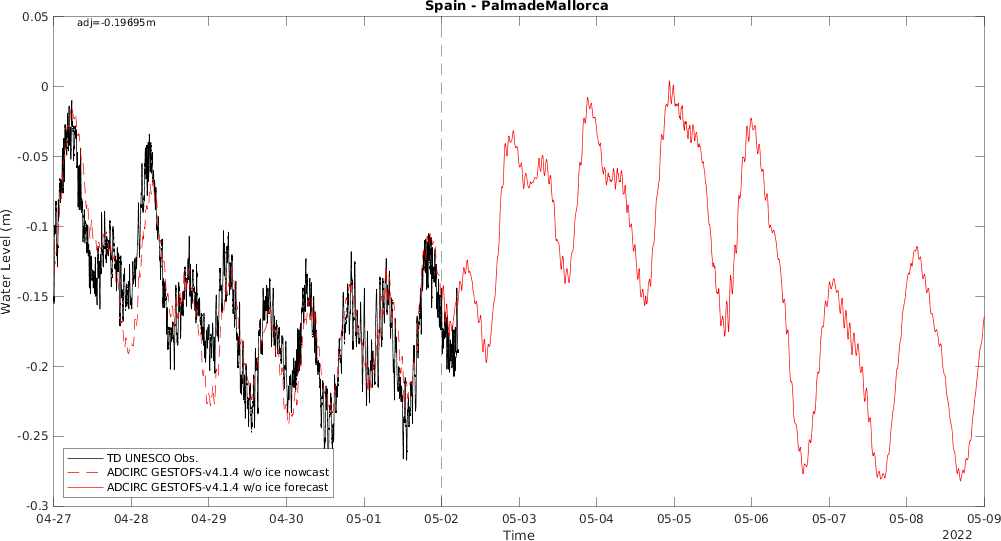 Spain - PalmadeMallorca
adj=-0.19695m
0.05
0
-0.05
-0.1
-0.15
-0.2
-0.25
-0.3
Water Level (m)
TD UNESCO Obs.
ADCIRC GESTOFS-v4.1.4 w/o ice nowcast
ADCIRC GESTOFS-v4.1.4 w/o ice forecast
04-27 04-28 04-29 04-30 05-01 05-02 05-03 05-04 05-05 05-06 05-07 05-08 05-09
Time
2022